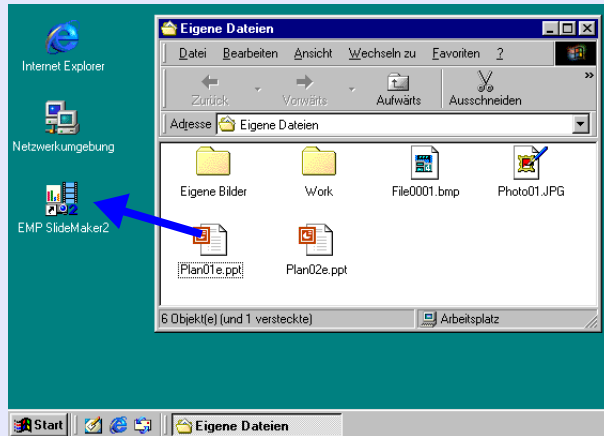 Internet Explorer
Netzwerkumgebung
EMP SlideMaker2
Eigene Dateien
Datei Bearbeiten Ansicht Wechseln zu Favoriten ?
Zurück Vorwärts Aufwärts Ausschneiden »
Adresse Eigene Dateien
Eigene Bilder Work File0001.bmp Photo01.JPG
Plan01e.ppt Plan02e.ppt
6 Objekt(e) (und 1 versteckte) Arbeitsplatz
Start Eigene Dateien